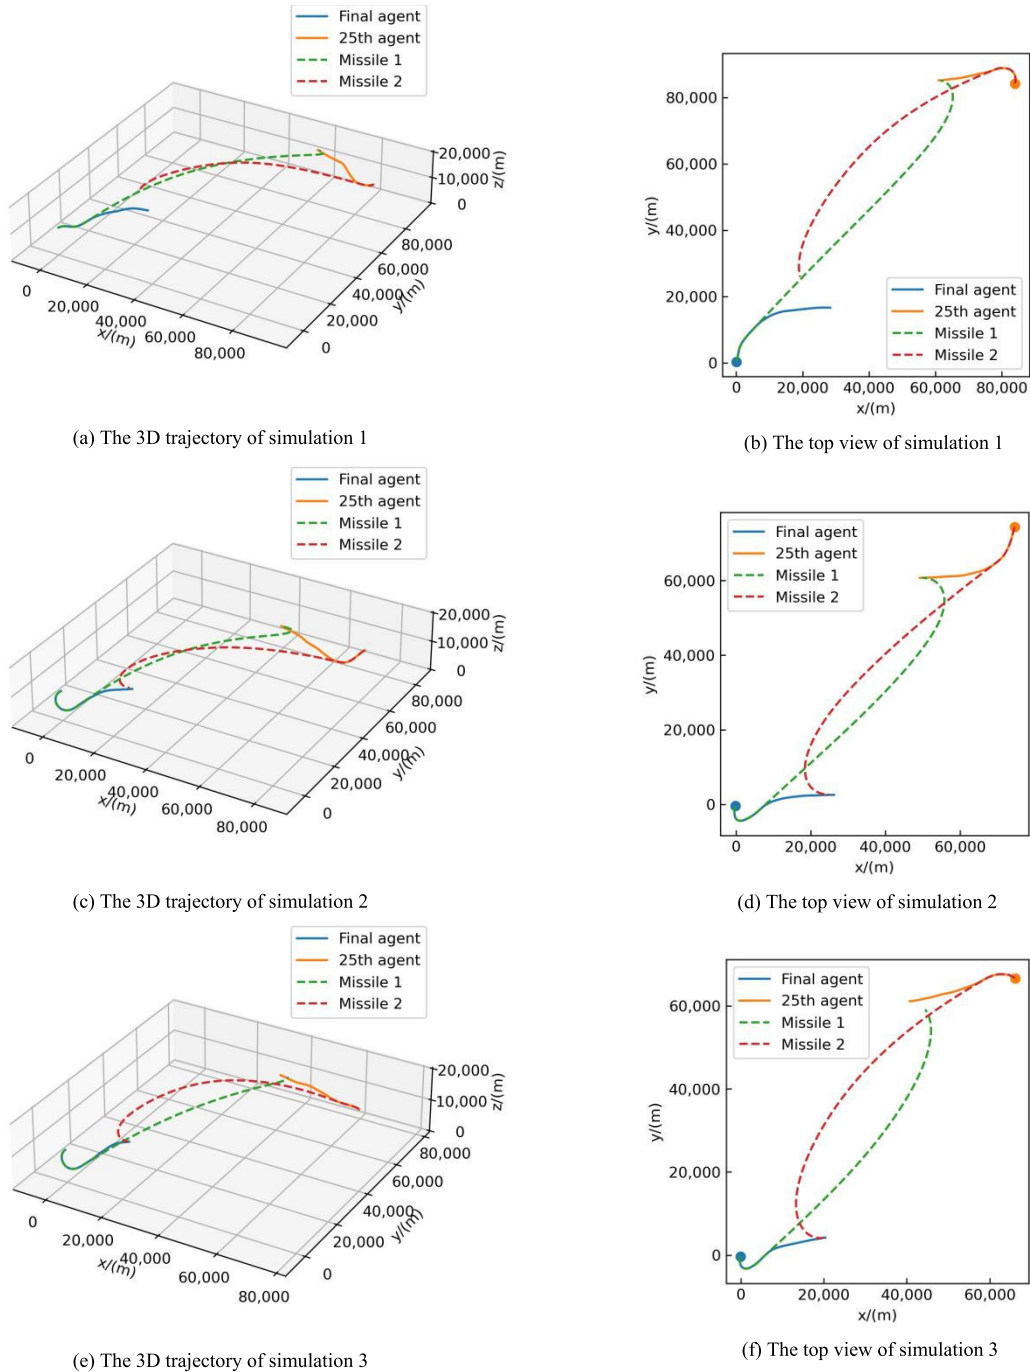 Final agent
25th agent
Missile 1
Missile 2
20,000
10,000
0
z/(m)
80,000
60,000
40,000
20,000
0
y/(m)
0
20,000
40,000
60,000
80,000
x/(m)
(a) The 3D trajectory of simulation 1
80,000
60,000
40,000
20,000
0
y/(m)
Final agent
25th agent
Missile 1
Missile 2
0
20,000
40,000
60,000
80,000
x/(m)
(b) The top view of simulation 1
Final agent
25th agent
Missile 1
Missile 2
20,000
10,000
0
z/(m)
80,000
60,000
40,000
20,000
0
y/(m)
0
20,000
40,000
60,000
80,000
x/(m)
(c) The 3D trajectory of simulation 2
Final agent
25th agent
Missile 1
Missile 2
60,000
40,000
20,000
0
y/(m)
0
20,000
40,000
60,000
x/(m)
(d) The top view of simulation 2
Final agent
25th agent
Missile 1
Missile 2
20,000
10,000
0
z/(m)
80,000
60,000
40,000
20,000
0
y/(m)
0
20,000
40,000
60,000
80,000
x/(m)
(e) The 3D trajectory of simulation 3
Final agent
25th agent
Missile 1
Missile 2
60,000
40,000
20,000
0
y/(m)
0
20,000
40,000
60,000
x/(m)
(f) The top view of simulation 3